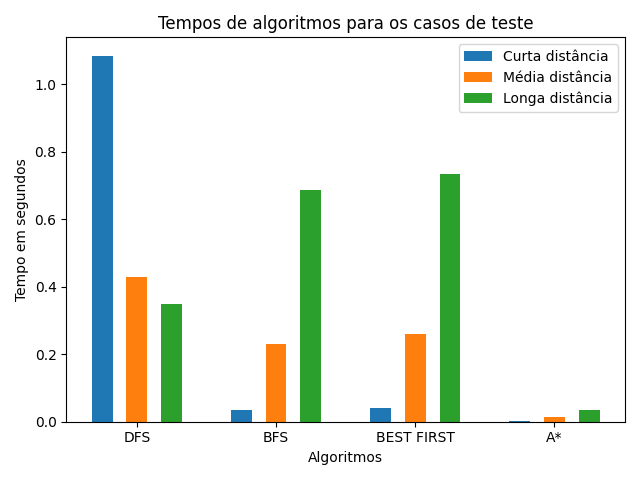 Tempos de algoritmos para os casos de teste
Curta distância
Média distância
Longa distância
Tempo em segundos
1.0
0.8
0.6
0.4
0.2
0.0
DFS
BFS
BEST FIRST
A*
Algoritmos